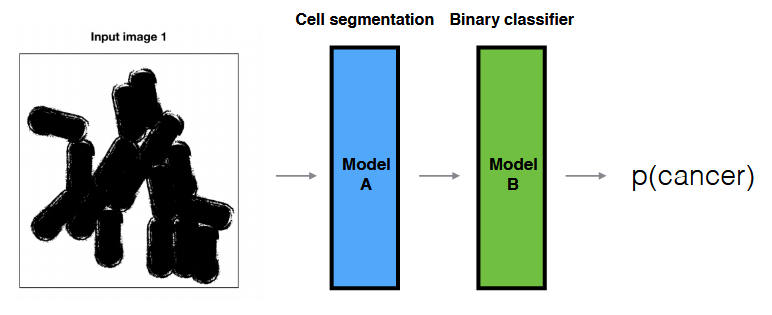 Cell segmentation Binary classifier
Input image 1
Model
A
Model
B
p(cancer)